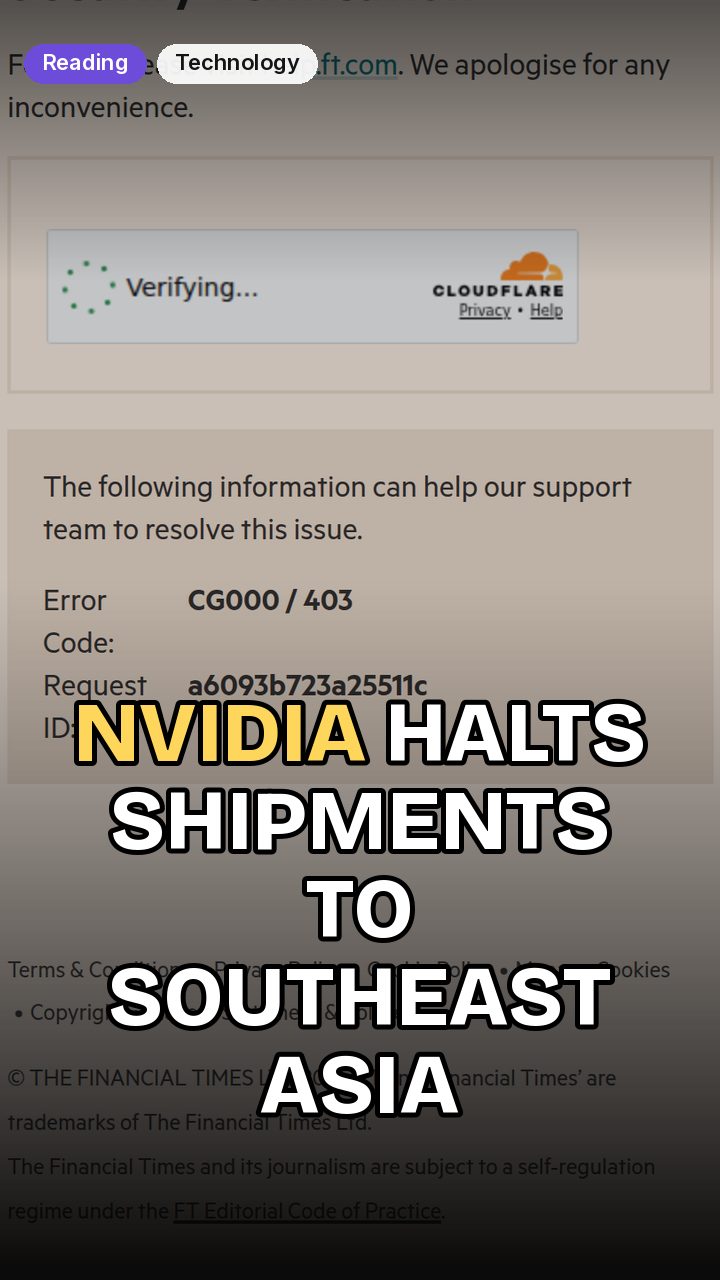 Reading
Technology
.ft.com. We apologise for any
inconvenience.
Verifying...
CLOUDFLARE
Privacy • Help
The following information can help our support
team to resolve this issue.
Error Code: CG000 / 403
Request ID: a6093b723a25511c
NVIDIA HALTS
SHIPMENTS
TO
SOUTHEAST
ASIA
Terms & Cookies
• 
© THE FINANCIAL TIMES are
trademarks of The Financial Times Ltd.
The Financial Times and its journalism are subject to a self-regulation
regime under the FT Editorial Code of Practice.